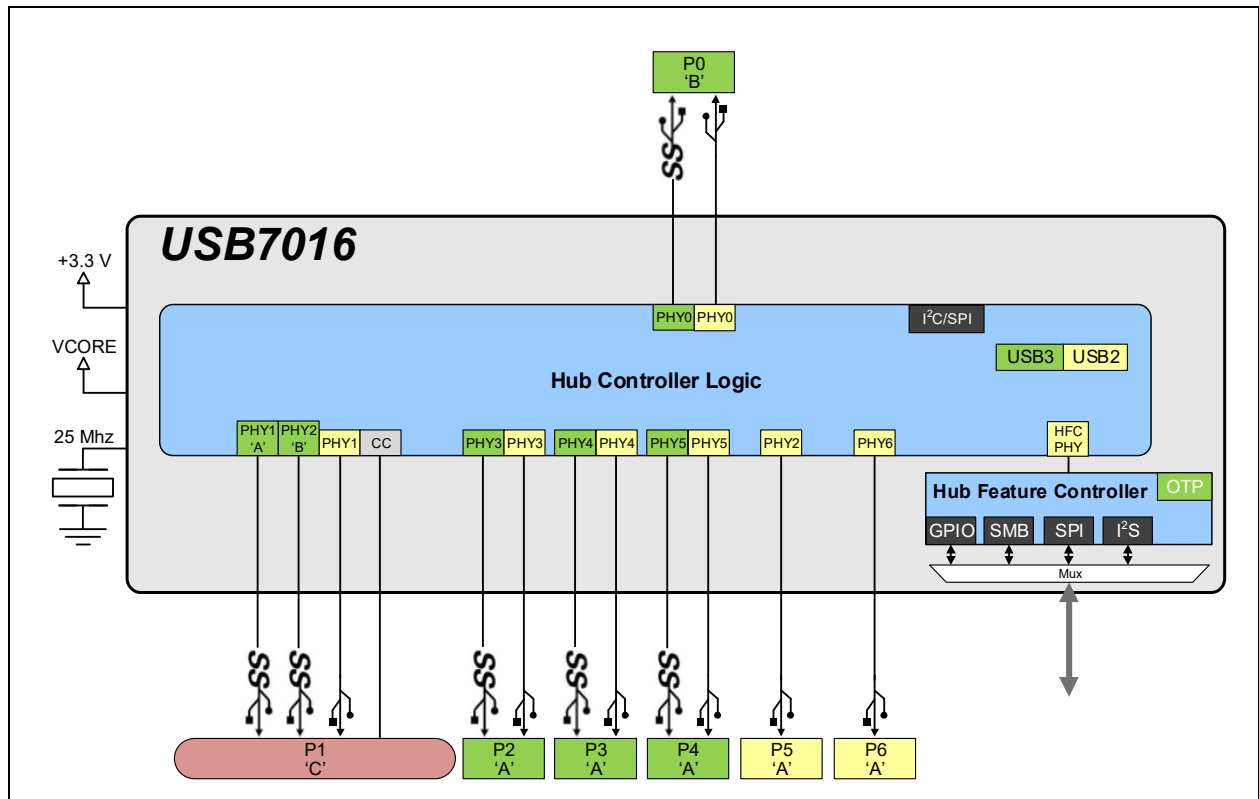 P0
'B'
SS
USB7016
+3.3 V
PHY0 PHY0
I2C/SPI
VCORE
USB3 USB2
Hub Controller Logic
25 Mhz
PHY1
'A'
PHY2
'B'
PHY1
CC
PHY3 PHY3
PHY4 PHY4
PHY5 PHY5
PHY2
PHY6
HFC
PHY
Hub Feature Controller
OTP
GPIO SMB SPI I2S
Mux
SS SS SS SS SS
P1
'C'
P2
'A'
P3
'A'
P4
'A'
P5
'A'
P6
'A'